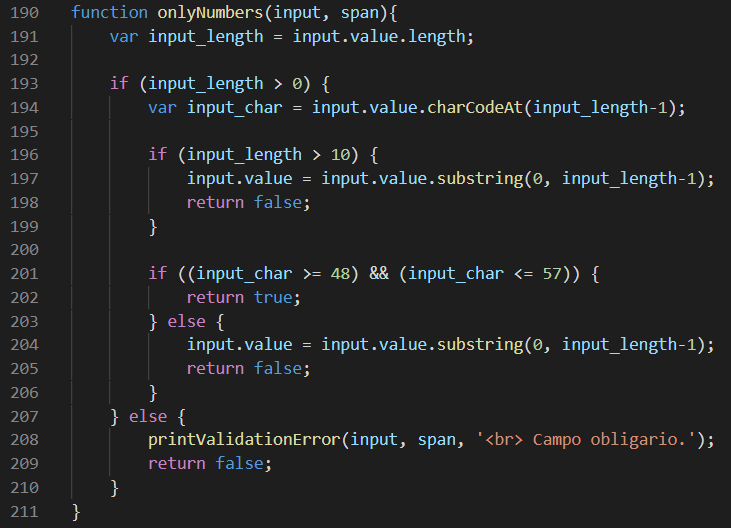 190 function onlyNumbers(input, span){
191     var input_length = input.value.length;
192
193     if (input_length > 0) {
194         var input_char = input.value.charCodeAt(input_length-1);
195
196         if (input_length > 10) {
197             input.value = input.value.substring(0, input_length-1);
198             return false;
199         }
200
201         if ((input_char >= 48) && (input_char <= 57)) {
202             return true;
203         } else {
204             input.value = input.value.substring(0, input_length-1);
205             return false;
206         }
207     } else {
208         printValidationError(input, span, '<br> Campo obligario.');
209         return false;
210     }
211 }